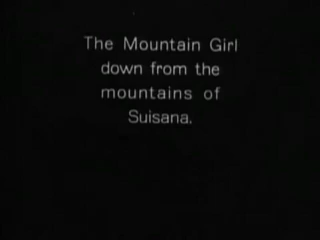 The Mountain Girl
down from the
mountains of
Suisana.